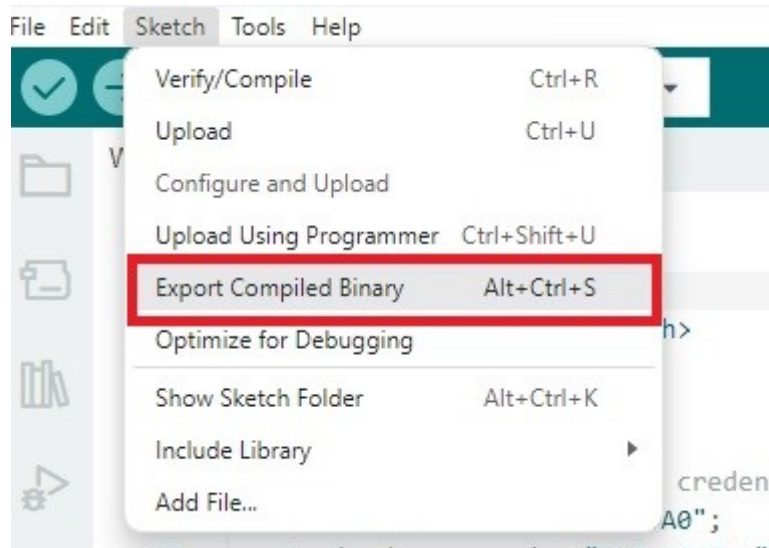 File Edit Sketch Tools Help
Verify/Compile Ctrl+R
Upload Ctrl+U
Configure and Upload
Upload Using Programmer Ctrl+Shift+U
Export Compiled Binary Alt+Ctrl+S
Optimize for Debugging
h>
Show Sketch Folder Alt+Ctrl+K
Include Library
creden
Add File...
A0";